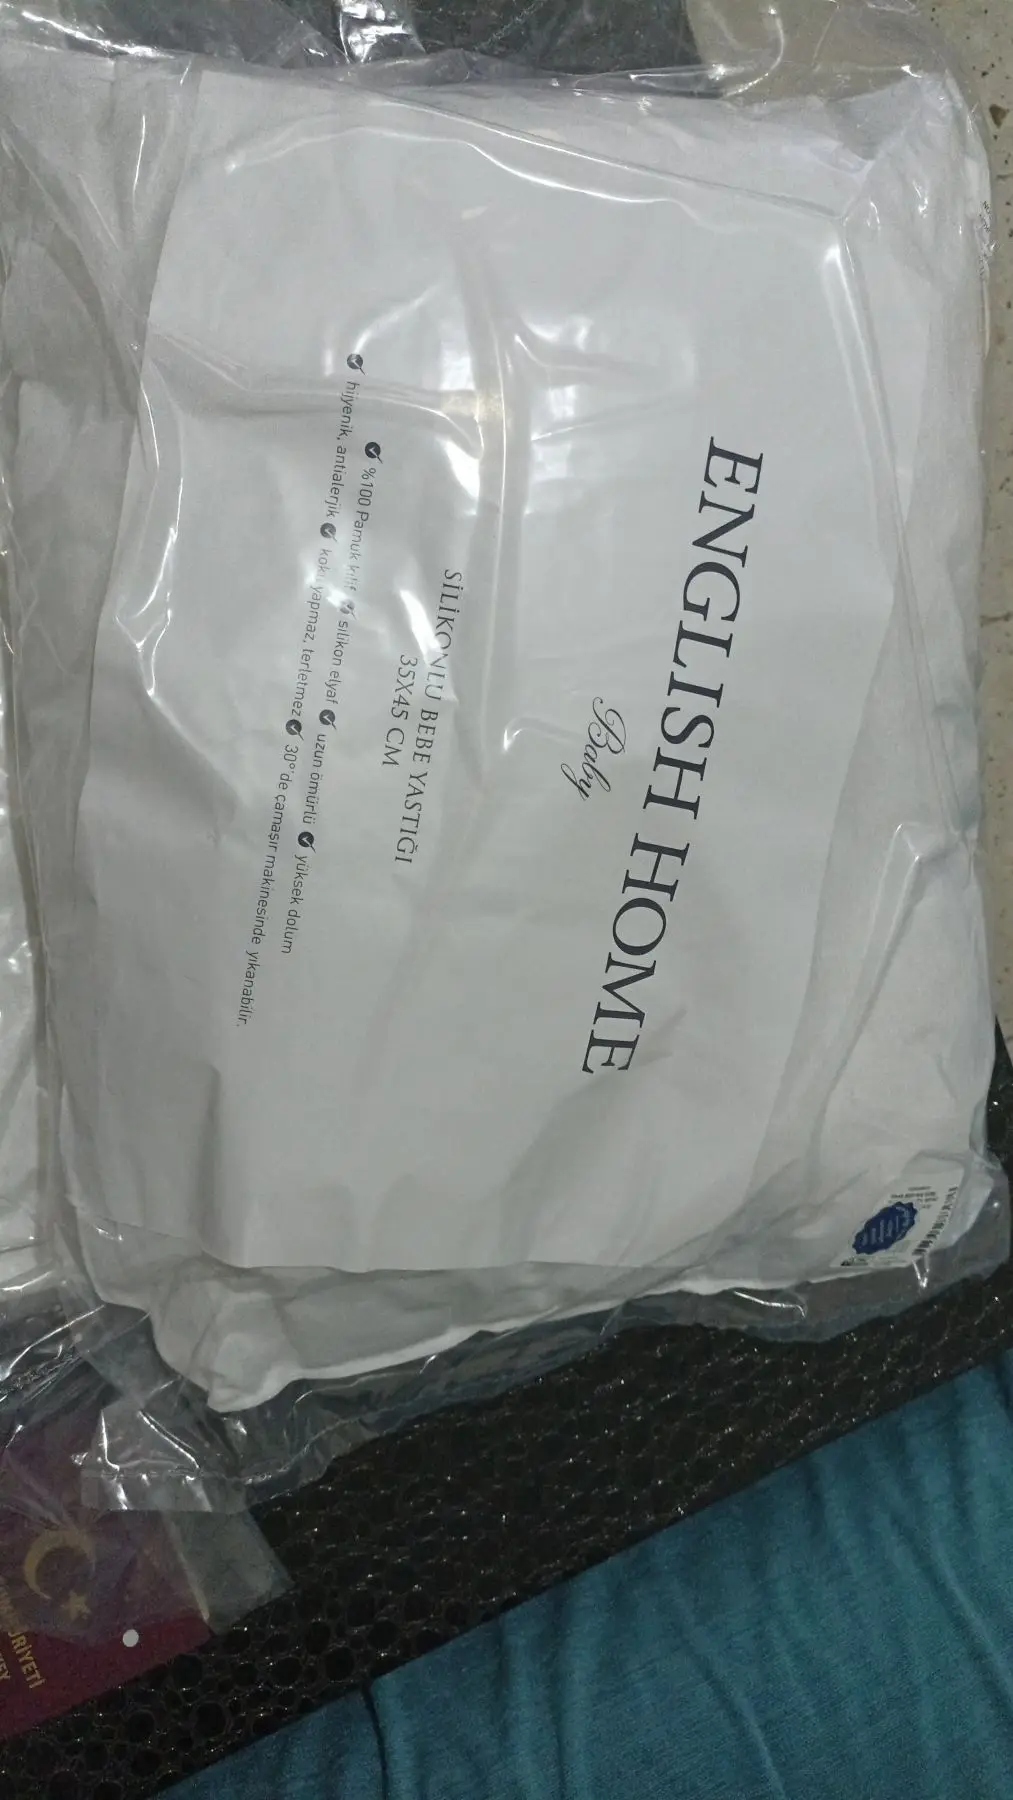 ENGLISH HOME
Baby
SİLİKONLU BEBE YASTIĞI
35X45 CM
%100 Pamuk kılıf silikon elyaf uzun ömürlü yüksek dolum
hijyenik, antialerjik koku yapmaz, terletmez 30°'de çamaşır makinesinde yıkanabilir.